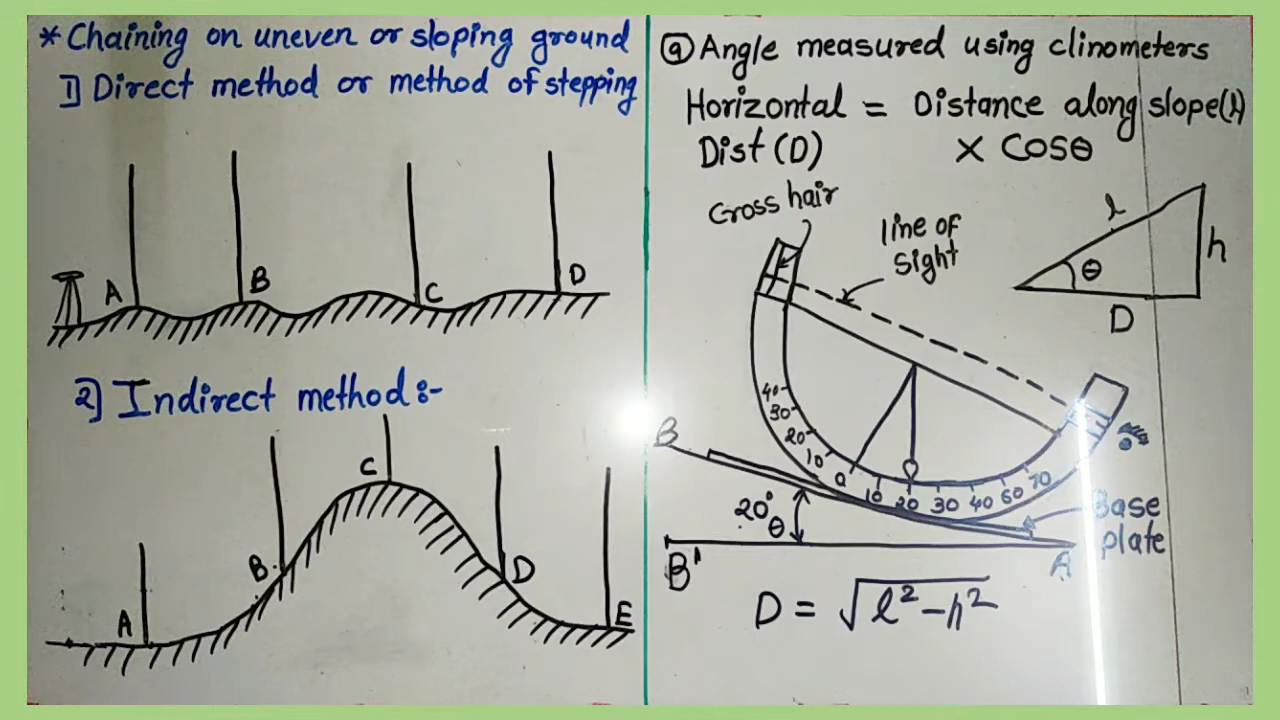 * Chaining on uneven or sloping ground
1) Direct method or method of stepping
A
B
C
D
2) Indirect method:-
A
B
C
D
E
a Angle measured using clinometers
Horizontal = Distance along slope(l)
Dist (D) × Cosθ
Cross hair
line of
Sight
l
h
θ
D
40
30
20
10
0
10
20
30
40
60
70
B
20°
θ
Base
plate
B'
A
D = √l²-h²